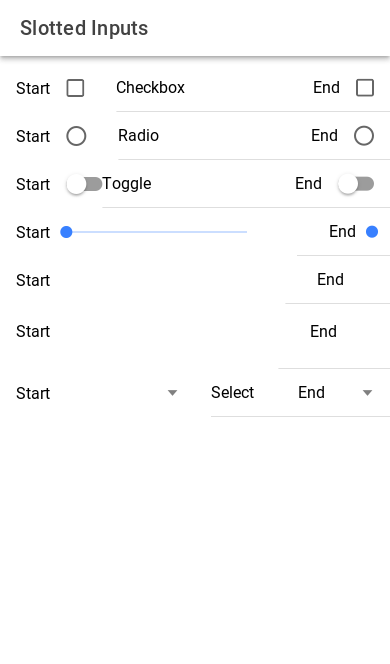 Slotted Inputs
Start Checkbox End
Start Radio End
Start Toggle End
Start End
Start End
Start End
Start Select End